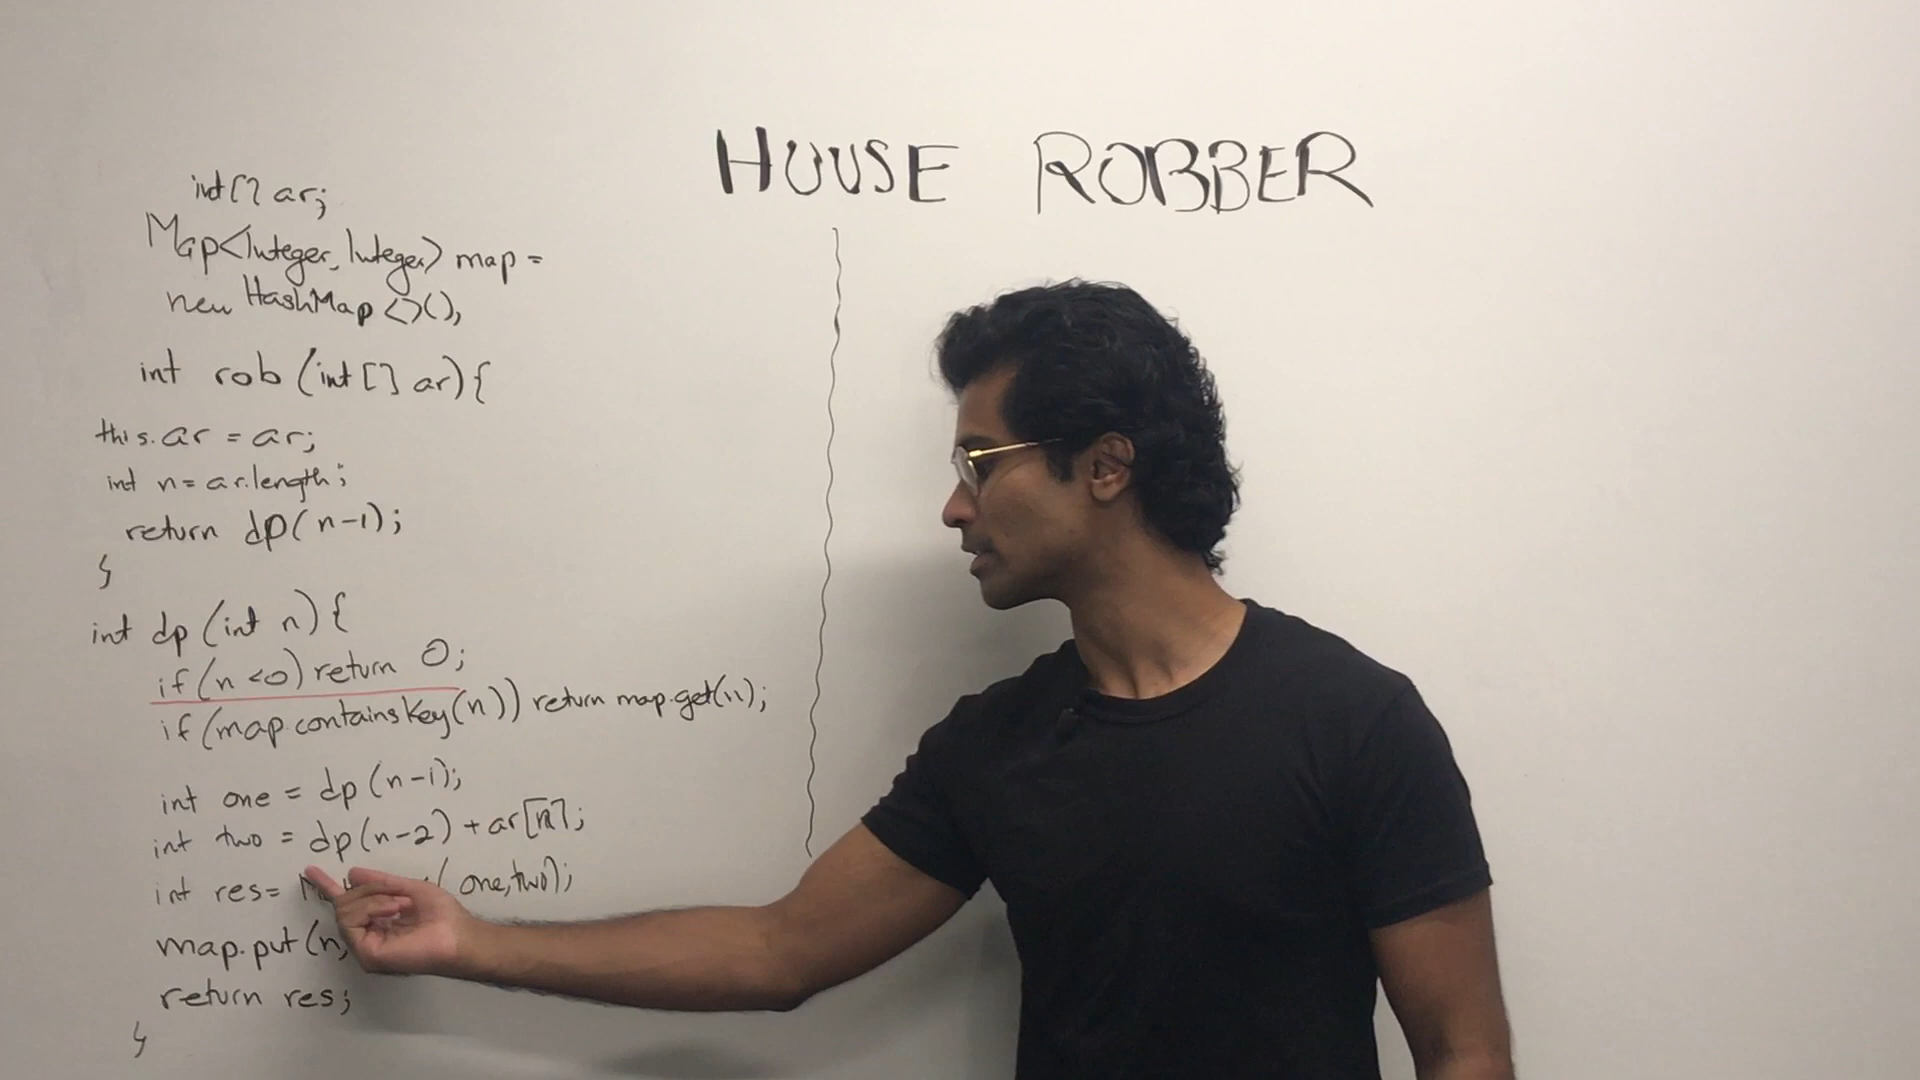 HOUSE ROBBER
int[] ar;
Map<Integer, Integer> map =
new HashMap<>();
int rob (int[] ar){
this.ar = ar;
int n = ar.length;
return dp(n-1);
}
int dp (int n){
if (n<0) return 0;
if (map.containsKey(n)) return map.get(n);
int one = dp(n-1);
int two = dp(n-2) + ar[n];
int res= (one,two);
map.put(n,
return res;
}